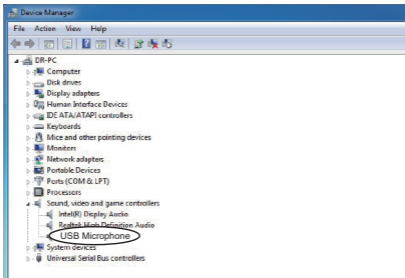 Device Manager
File Action View Help
DR-PC
Computer
Disk drives
Display adapters
Human Interface Devices
IDE ATA/ATAPI controllers
Keyboards
Mice and other pointing devices
Monitors
Network adapters
Portable Devices
Ports (COM & LPT)
Processors
Sound, video and game controllers
Intel(R) Display Audio
Realtek High Definition Audio
USB Microphone
System devices
Universal Serial Bus controllers